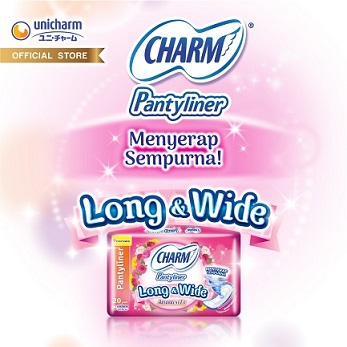 unicharm
ユニ・チャーム
OFFICIAL STORE
CHARM®
Pantyliner
Menyerap
Sempurna!
Long & Wide
Pantyliner
20
CHARM
Pantyliner
Long & Wide